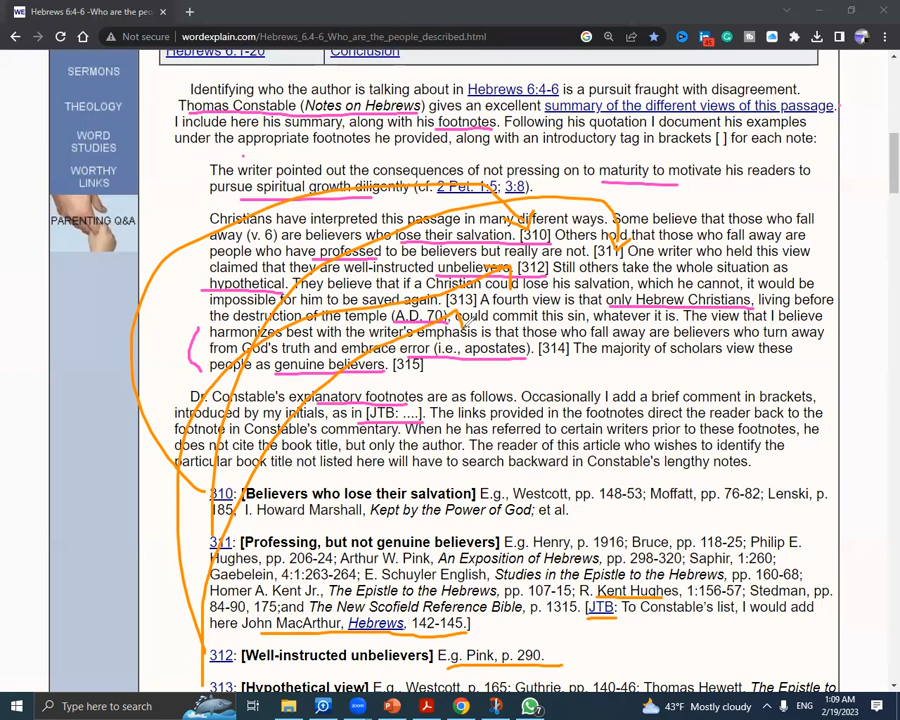 WE Hebrews 6:4-6 - Who are the peo
Not secure wordexplain.com/Hebrews_6.4-6_Who_are_the_people_described.html
45
Hebrews 6:1-20 Conclusion
SERMONS
THEOLOGY
WORD
STUDIES
WORTHY
LINKS
PARENTING Q&A
Identifying who the author is talking about in Hebrews 6:4-6 is a pursuit fraught with disagreement.
Thomas Constable (Notes on Hebrews) gives an excellent summary of the different views of this passage.
I include here his summary, along with his footnotes. Following his quotation I document his examples
under the appropriate footnotes he provided, along with an introductory tag in brackets [ ] for each note:
The writer pointed out the consequences of not pressing on to maturity to motivate his readers to
pursue spiritual growth diligently (cf. 2 Pet. 1:5; 3:8).
Christians have interpreted this passage in many different ways. Some believe that those who fall
away (v. 6) are believers who lose their salvation. [310] Others hold that those who fall away are
people who have professed to be believers but really are not. [311] One writer who held this view
claimed that they are well-instructed unbelievers. [312] Still others take the whole situation as
hypothetical. They believe that if a Christian could lose his salvation, which he cannot, it would be
impossible for him to be saved again. [313] A fourth view is that only Hebrew Christians, living before
the destruction of the temple (A.D. 70), could commit this sin, whatever it is. The view that I believe
harmonizes best with the writer's emphasis is that those who fall away are believers who turn away
from God's truth and embrace error (i.e., apostates). [314] The majority of scholars view these
people as genuine believers. [315]
Dr. Constable's explanatory footnotes are as follows. Occasionally I add a brief comment in brackets,
introduced by my initials, as in [JTB: ....]. The links provided in the footnotes direct the reader back to the
footnote in Constable's commentary. When he has referred to certain writers prior to these footnotes, he
does not cite the book title, but only the author. The reader of this article who wishes to identify the
particular book title not listed here will have to search backward in Constable's lengthy notes.
310: [Believers who lose their salvation] E.g., Westcott, pp. 148-53; Moffatt, pp. 76-82; Lenski, p.
185; I. Howard Marshall, Kept by the Power of God; et al.
311: [Professing, but not genuine believers] E.g. Henry, p. 1916; Bruce, pp. 118-25; Philip E.
Hughes, pp. 206-24; Arthur W. Pink, An Exposition of Hebrews, pp. 298-320; Saphir, 1:260;
Gaebelein, 4:1:263-264; E. Schuyler English, Studies in the Epistle to the Hebrews, pp. 160-68;
Homer A. Kent Jr., The Epistle to the Hebrews, pp. 107-15; R. Kent Hughes, 1:156-57; Stedman, pp.
84-90, 175;and The New Scofield Reference Bible, p. 1315. [JTB: To Constable's list, I would add
here John MacArthur, Hebrews, 142-145.]
312: [Well-instructed unbelievers] E.g. Pink, p. 290.
313: [Hypothetical view] E.g., Westcott, p. 165; Guthrie, pp. 140-46; Thomas Hewett, The Epistle to
Type here to search
7
43°F Mostly cloudy
1:09 AM
2/19/2023